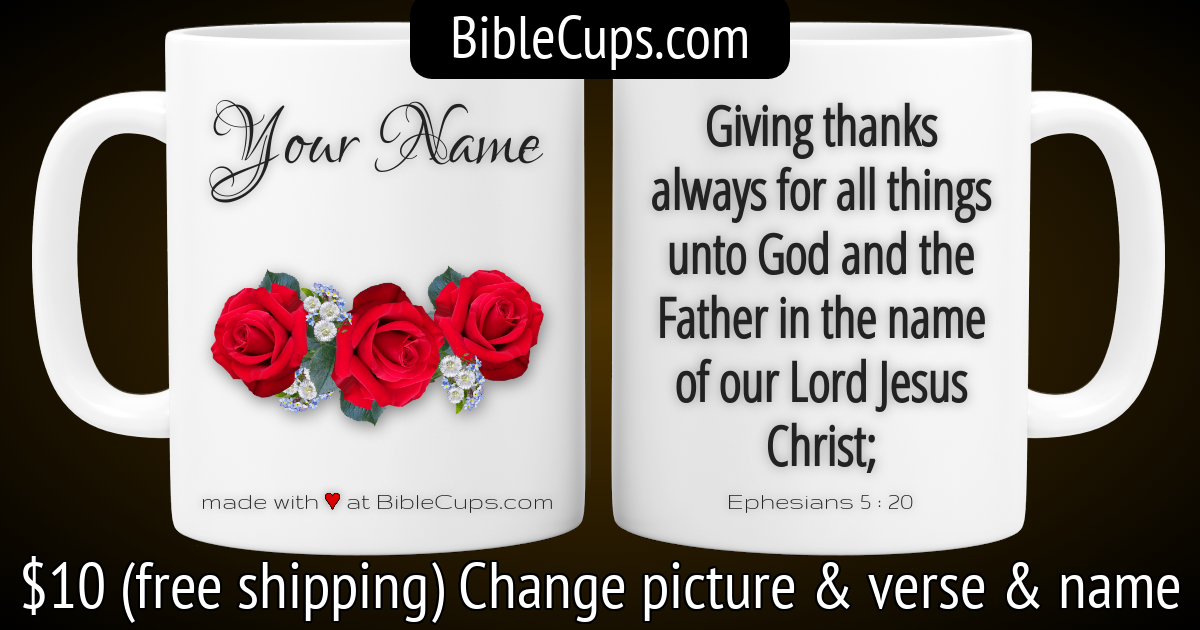 BibleCups.com
Your Name
made with ♥ at BibleCups.com
Giving thanks
always for all things
unto God and the
Father in the name
of our Lord Jesus
Christ;
Ephesians 5 : 20
$10 (free shipping) Change picture & verse & name